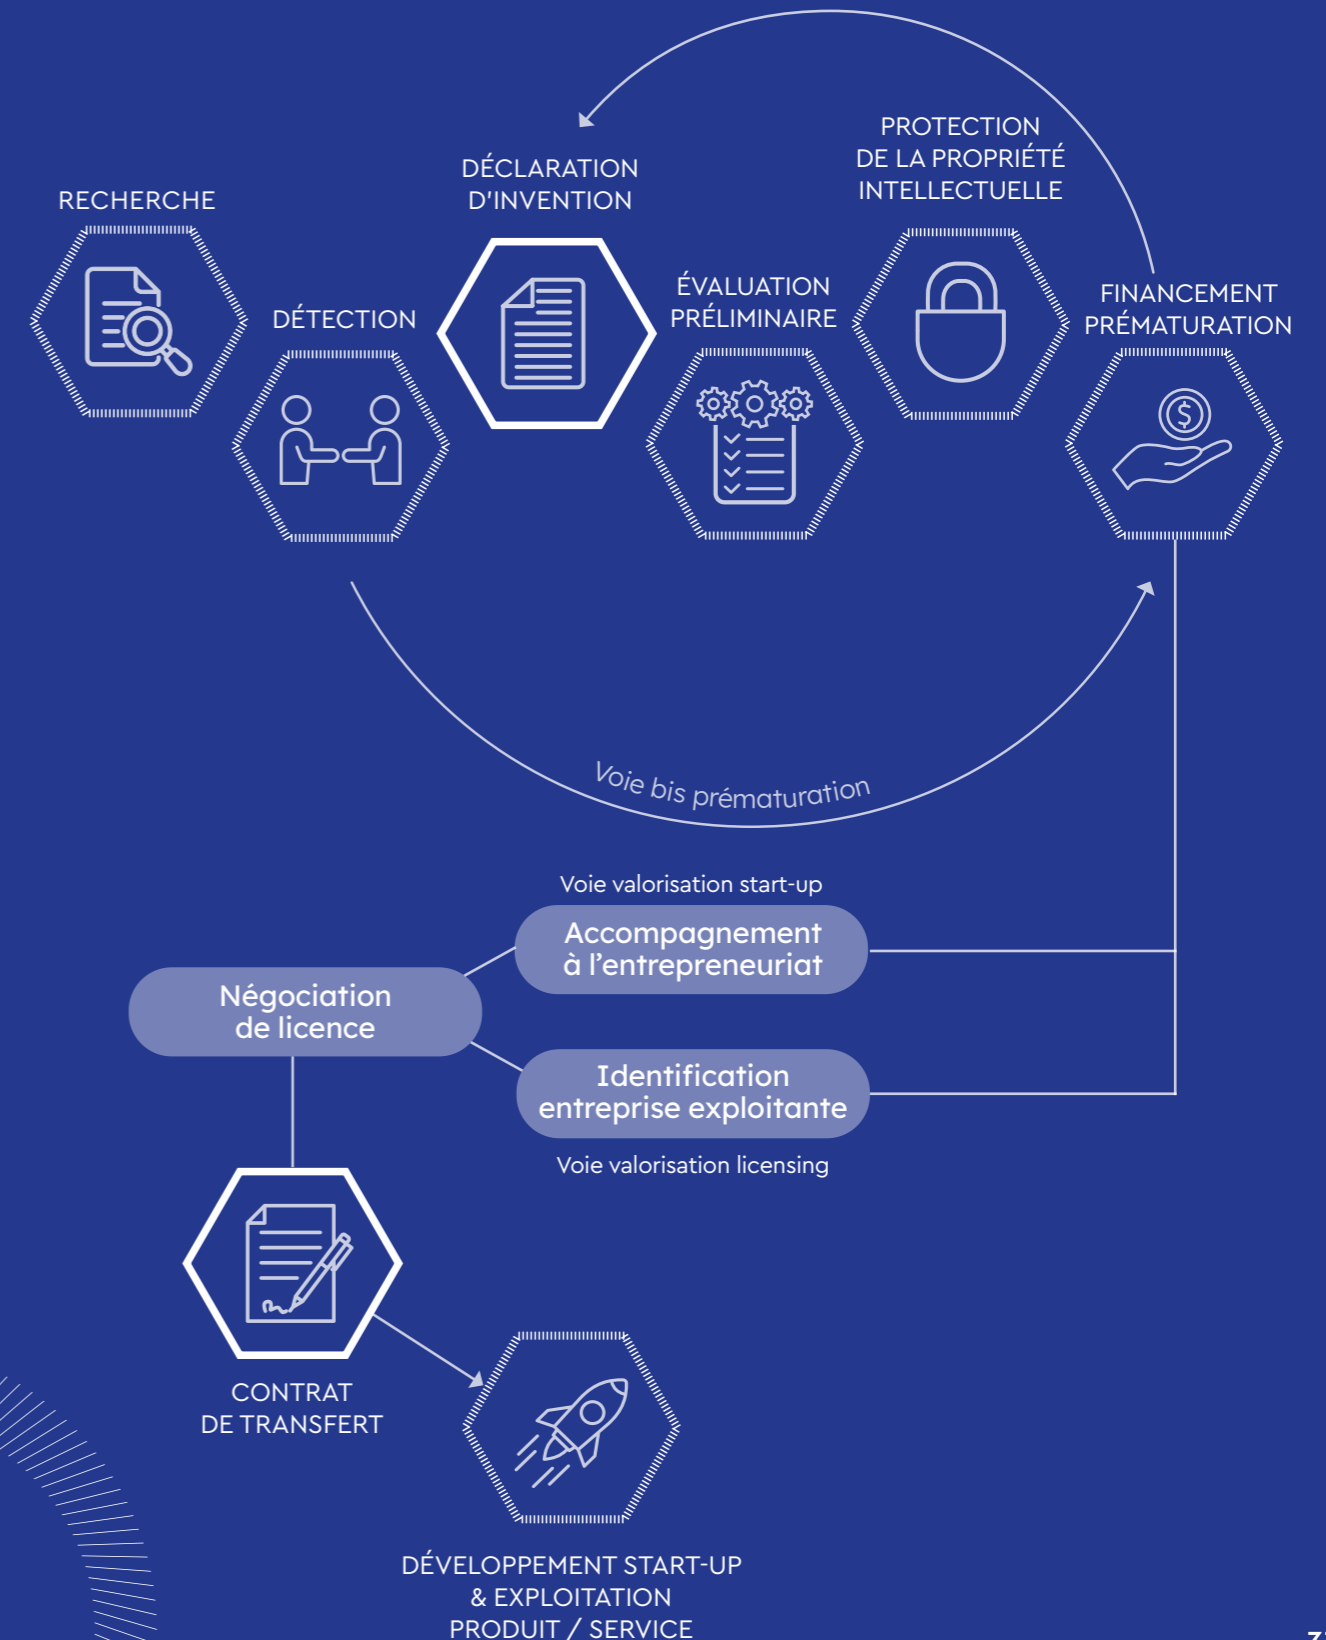 RECHERCHE
DÉTECTION
DÉCLARATION
D'INVENTION
ÉVALUATION
PRÉLIMINAIRE
PROTECTION
DE LA PROPRIÉTÉ
INTELLECTUELLE
FINANCEMENT
PRÉMATURATION
$
Voie bis prématuration
Voie valorisation start-up
Accompagnement
à l'entrepreneuriat
Négociation
de licence
Identification
entreprise exploitante
Voie valorisation licensing
CONTRAT
DE TRANSFERT
DÉVELOPPEMENT START-UP
& EXPLOITATION
PRODUIT / SERVICE